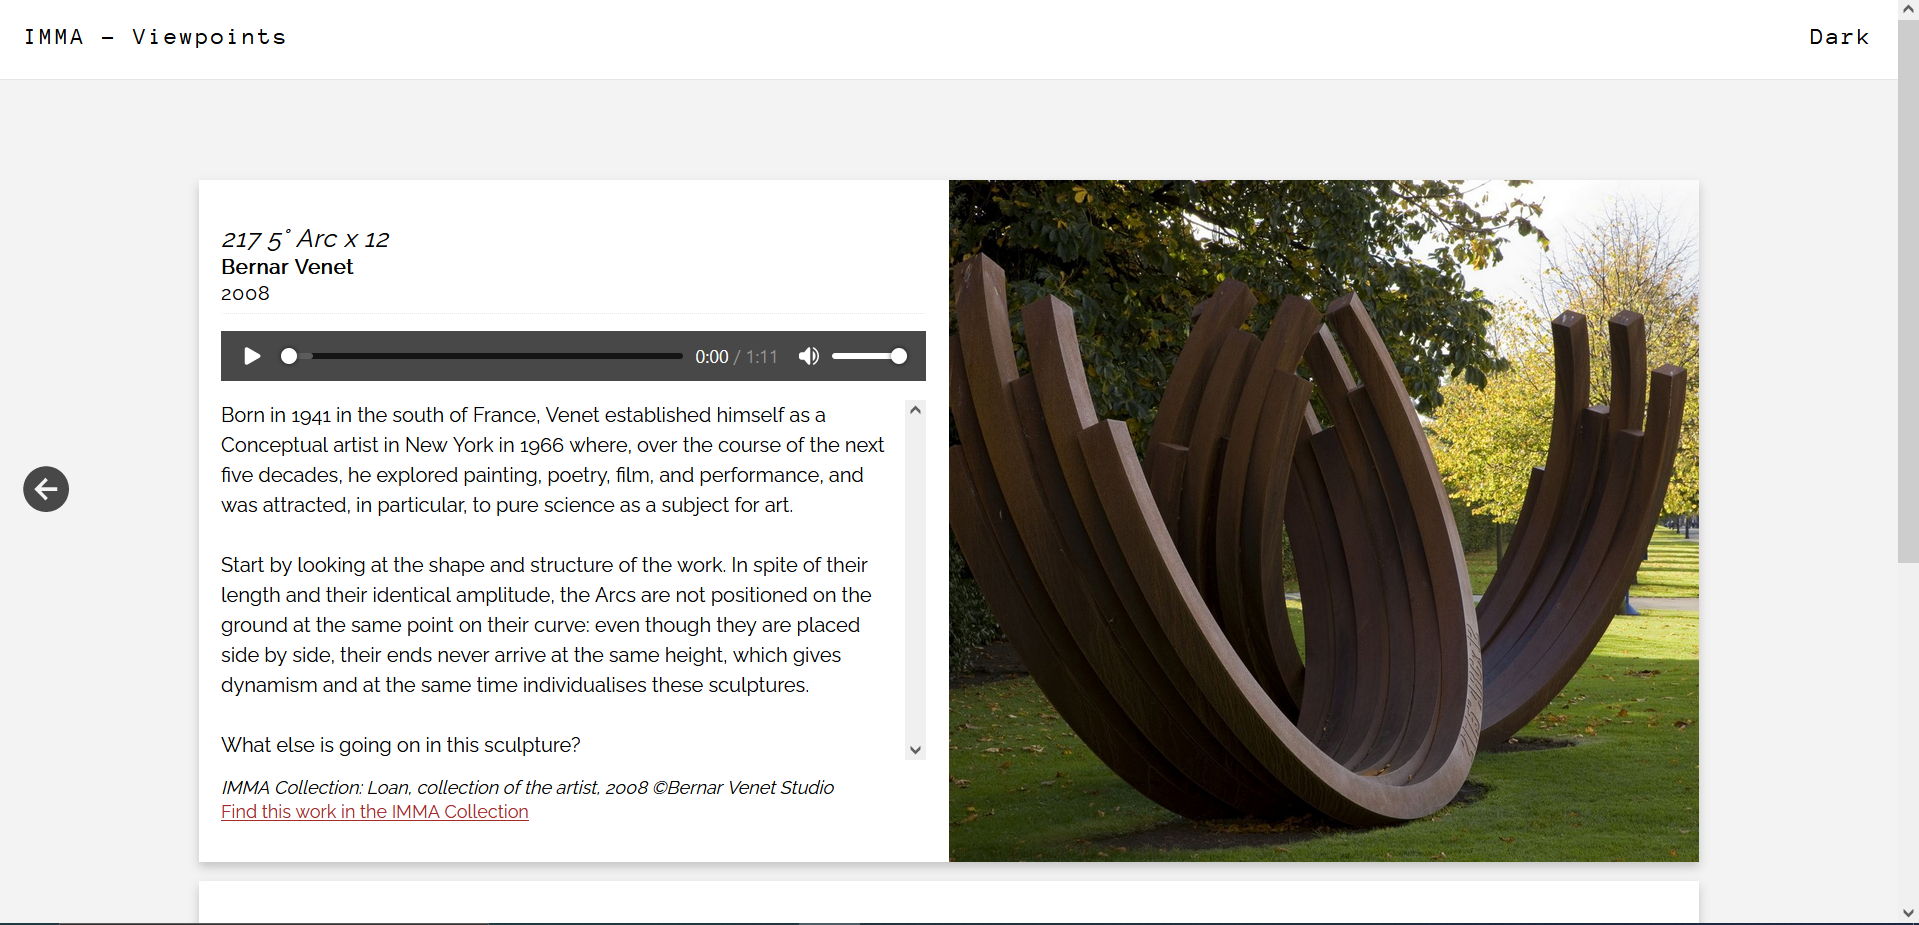 IMMA – Viewpoints
Dark
217 5° Arc x 12
Bernar Venet
2008
0:00 / 1:11
Born in 1941 in the south of France, Venet established himself as a
Conceptual artist in New York in 1966 where, over the course of the next
five decades, he explored painting, poetry, film, and performance, and
was attracted, in particular, to pure science as a subject for art.
Start by looking at the shape and structure of the work. In spite of their
length and their identical amplitude, the Arcs are not positioned on the
ground at the same point on their curve: even though they are placed
side by side, their ends never arrive at the same height, which gives
dynamism and at the same time individualises these sculptures.
What else is going on in this sculpture?
IMMA Collection: Loan, collection of the artist, 2008 ©Bernar Venet Studio
Find this work in the IMMA Collection